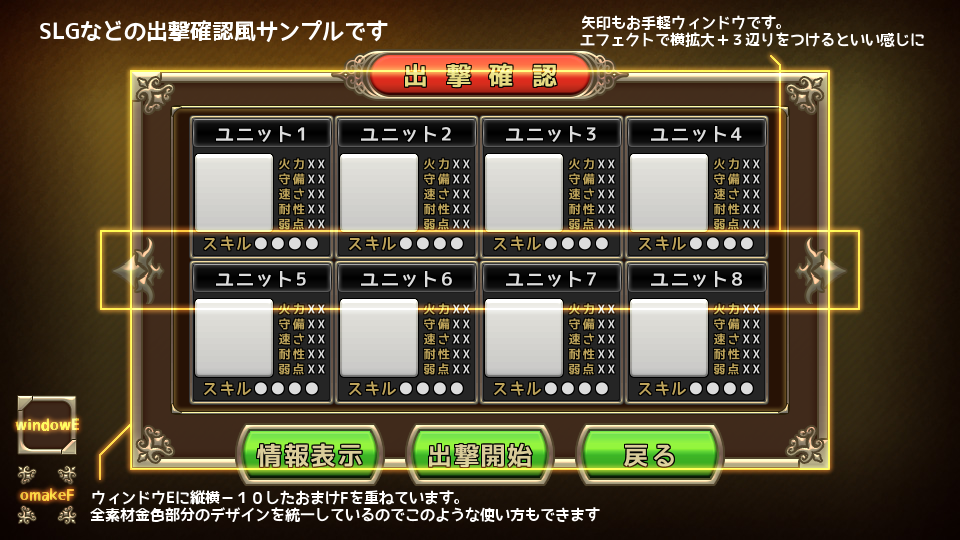 SLGなどの出撃確認風サンプルです
矢印もお手軽ウィンドウです。
エフェクトで横拡大＋３辺りをつけるといい感じに
出撃確認
ユニット1 ユニット2 ユニット3 ユニット4
火力XX 火力XX 火力XX 火力XX
守備XX 守備XX 守備XX 守備XX
速さXX 速さXX 速さXX 速さXX
耐性XX 耐性XX 耐性XX 耐性XX
弱点XX 弱点XX 弱点XX 弱点XX
スキル●●●● スキル●●●● スキル●●●● スキル●●●●
ユニット5 ユニット6 ユニット7 ユニット8
火力XX 火力XX 火力XX 火力XX
守備XX 守備XX 守備XX 守備XX
速さXX 速さXX 速さXX 速さXX
耐性XX 耐性XX 耐性XX 耐性XX
弱点XX 弱点XX 弱点XX 弱点XX
スキル●●●● スキル●●●● スキル●●●● スキル●●●●
windowE
情報表示 出撃開始 戻る
omakeF
ウィンドウEに縦横－１０したおまけFを重ねています。
全素材金色部分のデザインを統一しているのでこのような使い方もできます